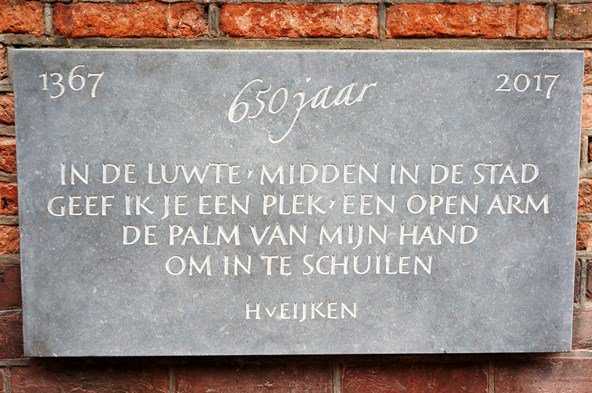 1367 650 jaar 2017
IN DE LUWTE, MIDDEN IN DE STAD
GEEF IK JE EEN PLEK, EEN OPEN ARM
DE PALM VAN MIJN HAND
OM IN TE SCHUILEN
HvEIJKEN